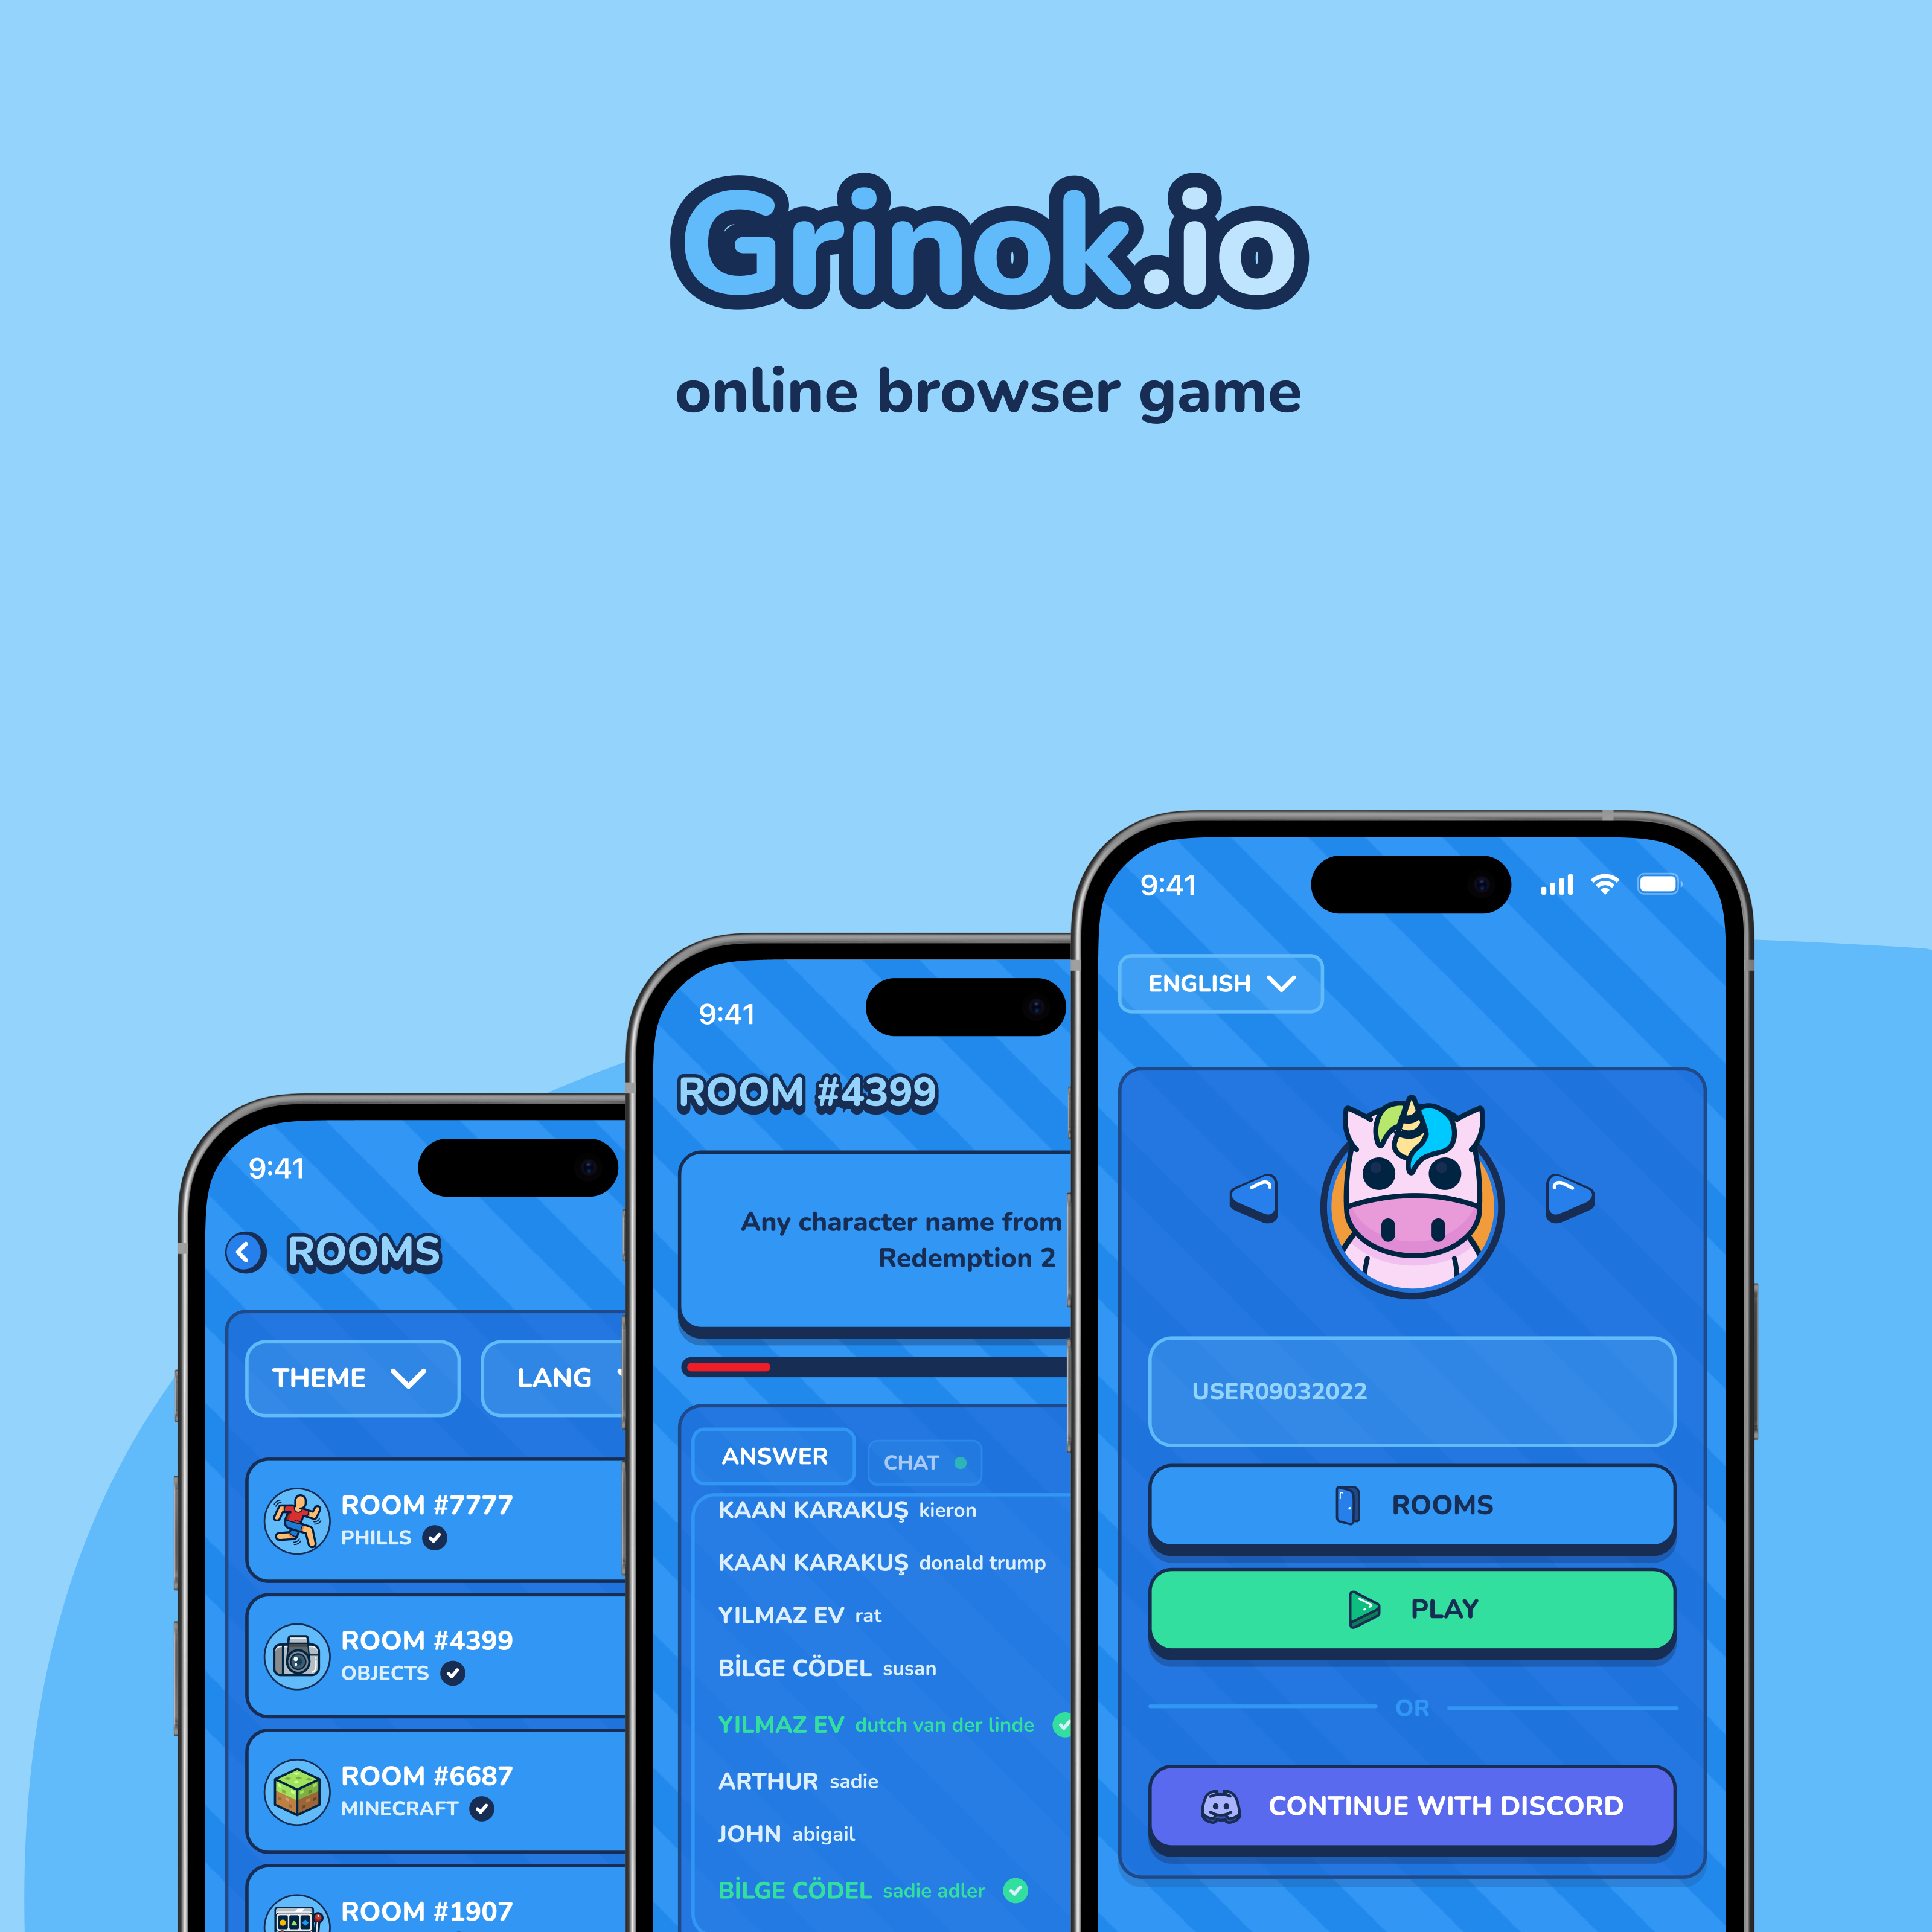 Grinok.io
online browser game
9:41
ROOMS
THEME
LANG
ROOM #7777
PHILLS
ROOM #4399
OBJECTS
ROOM #6687
MINECRAFT
ROOM #1907
9:41
ROOM #4399
Any character name from
Redemption 2
ANSWER
CHAT
KAAN KARAKUŞ kieron
KAAN KARAKUŞ donald trump
YILMAZ EV rat
BİLGE CÖDEL susan
YILMAZ EV dutch van der linde
ARTHUR sadie
JOHN abigail
BİLGE CÖDEL sadie adler
9:41
ENGLISH
USER09032022
ROOMS
PLAY
OR
CONTINUE WITH DISCORD